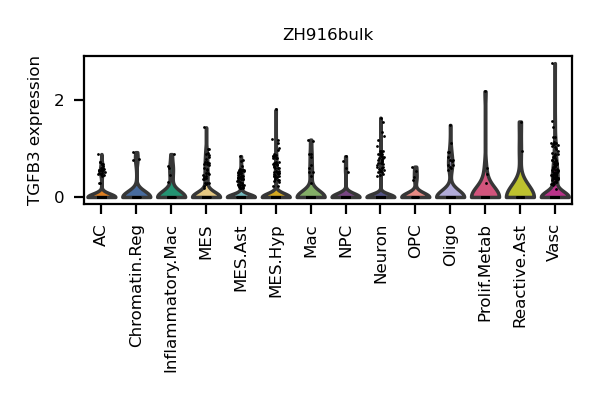 ZH916bulk
TGFB3 expression
2
0
AC
Chromatin.Reg
Inflammatory.Mac
MES
MES.Ast
MES.Hyp
Mac
NPC
Neuron
OPC
Oligo
Prolif.Metab
Reactive.Ast
Vasc